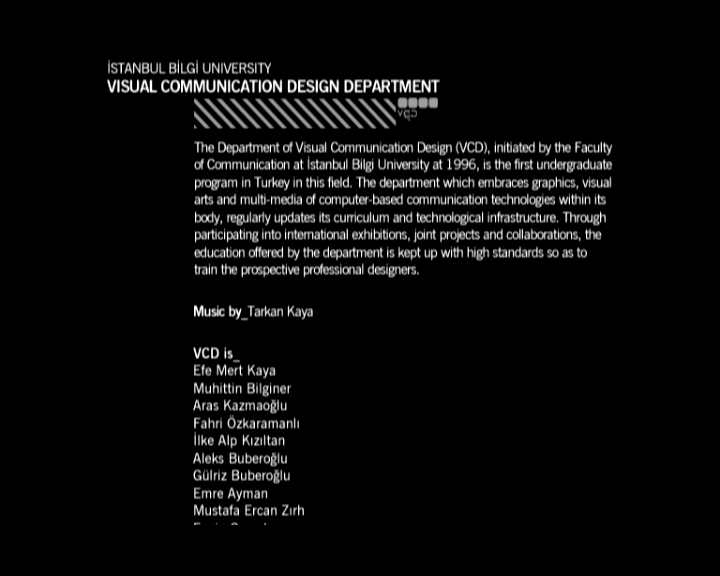 İSTANBUL BİLGİ UNIVERSITY
VISUAL COMMUNICATION DESIGN DEPARTMENT
vçd
The Department of Visual Communication Design (VCD), initiated by the Faculty
of Communication at İstanbul Bilgi University at 1996, is the first undergraduate
program in Turkey in this field. The department which embraces graphics, visual
arts and multi-media of computer-based communication technologies within its
body, regularly updates its curriculum and technological infrastructure. Through
participating into international exhibitions, joint projects and collaborations, the
education offered by the department is kept up with high standards so as to
train the prospective professional designers.
Music by_Tarkan Kaya
VCD is_
Efe Mert Kaya
Muhittin Bilginer
Aras Kazmaoğlu
Fahri Özkaramanlı
İlke Alp Kızıltan
Aleks Buberoğlu
Gülriz Buberoğlu
Emre Ayman
Mustafa Ercan Zırh